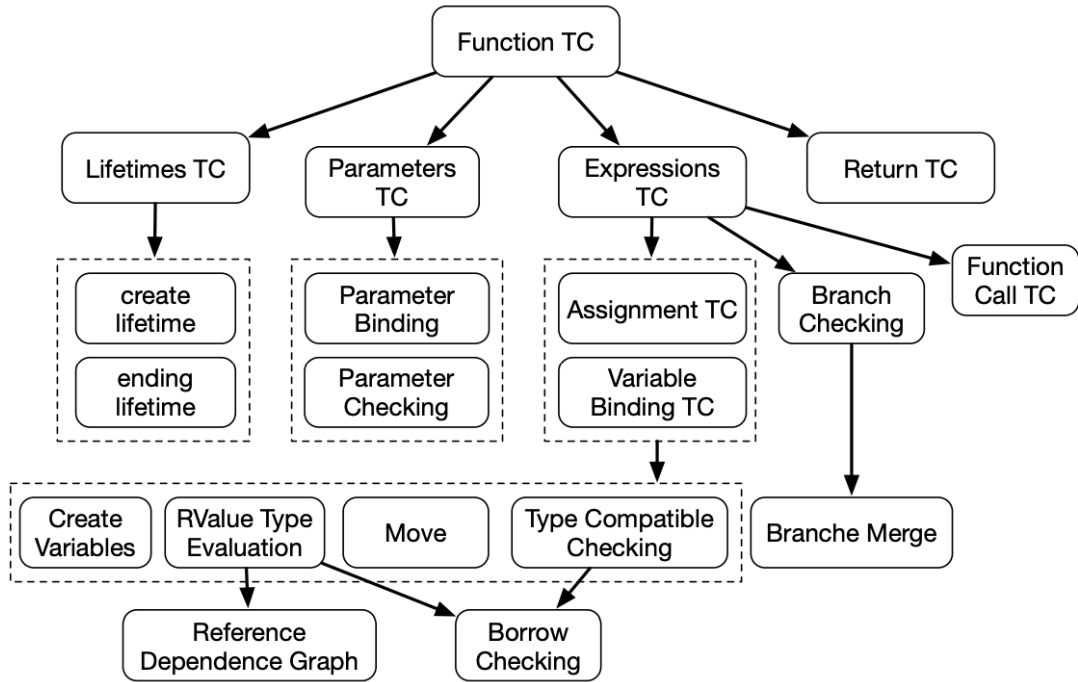 Function TC
Lifetimes TC
Parameters
TC
Expressions
TC
Return TC
create
lifetime
ending
lifetime
Parameter
Binding
Parameter
Checking
Assignment TC
Variable
Binding TC
Branch
Checking
Function
Call TC
Create
Variables
RValue Type
Evaluation
Move
Type Compatible
Checking
Branche Merge
Reference
Dependence Graph
Borrow
Checking